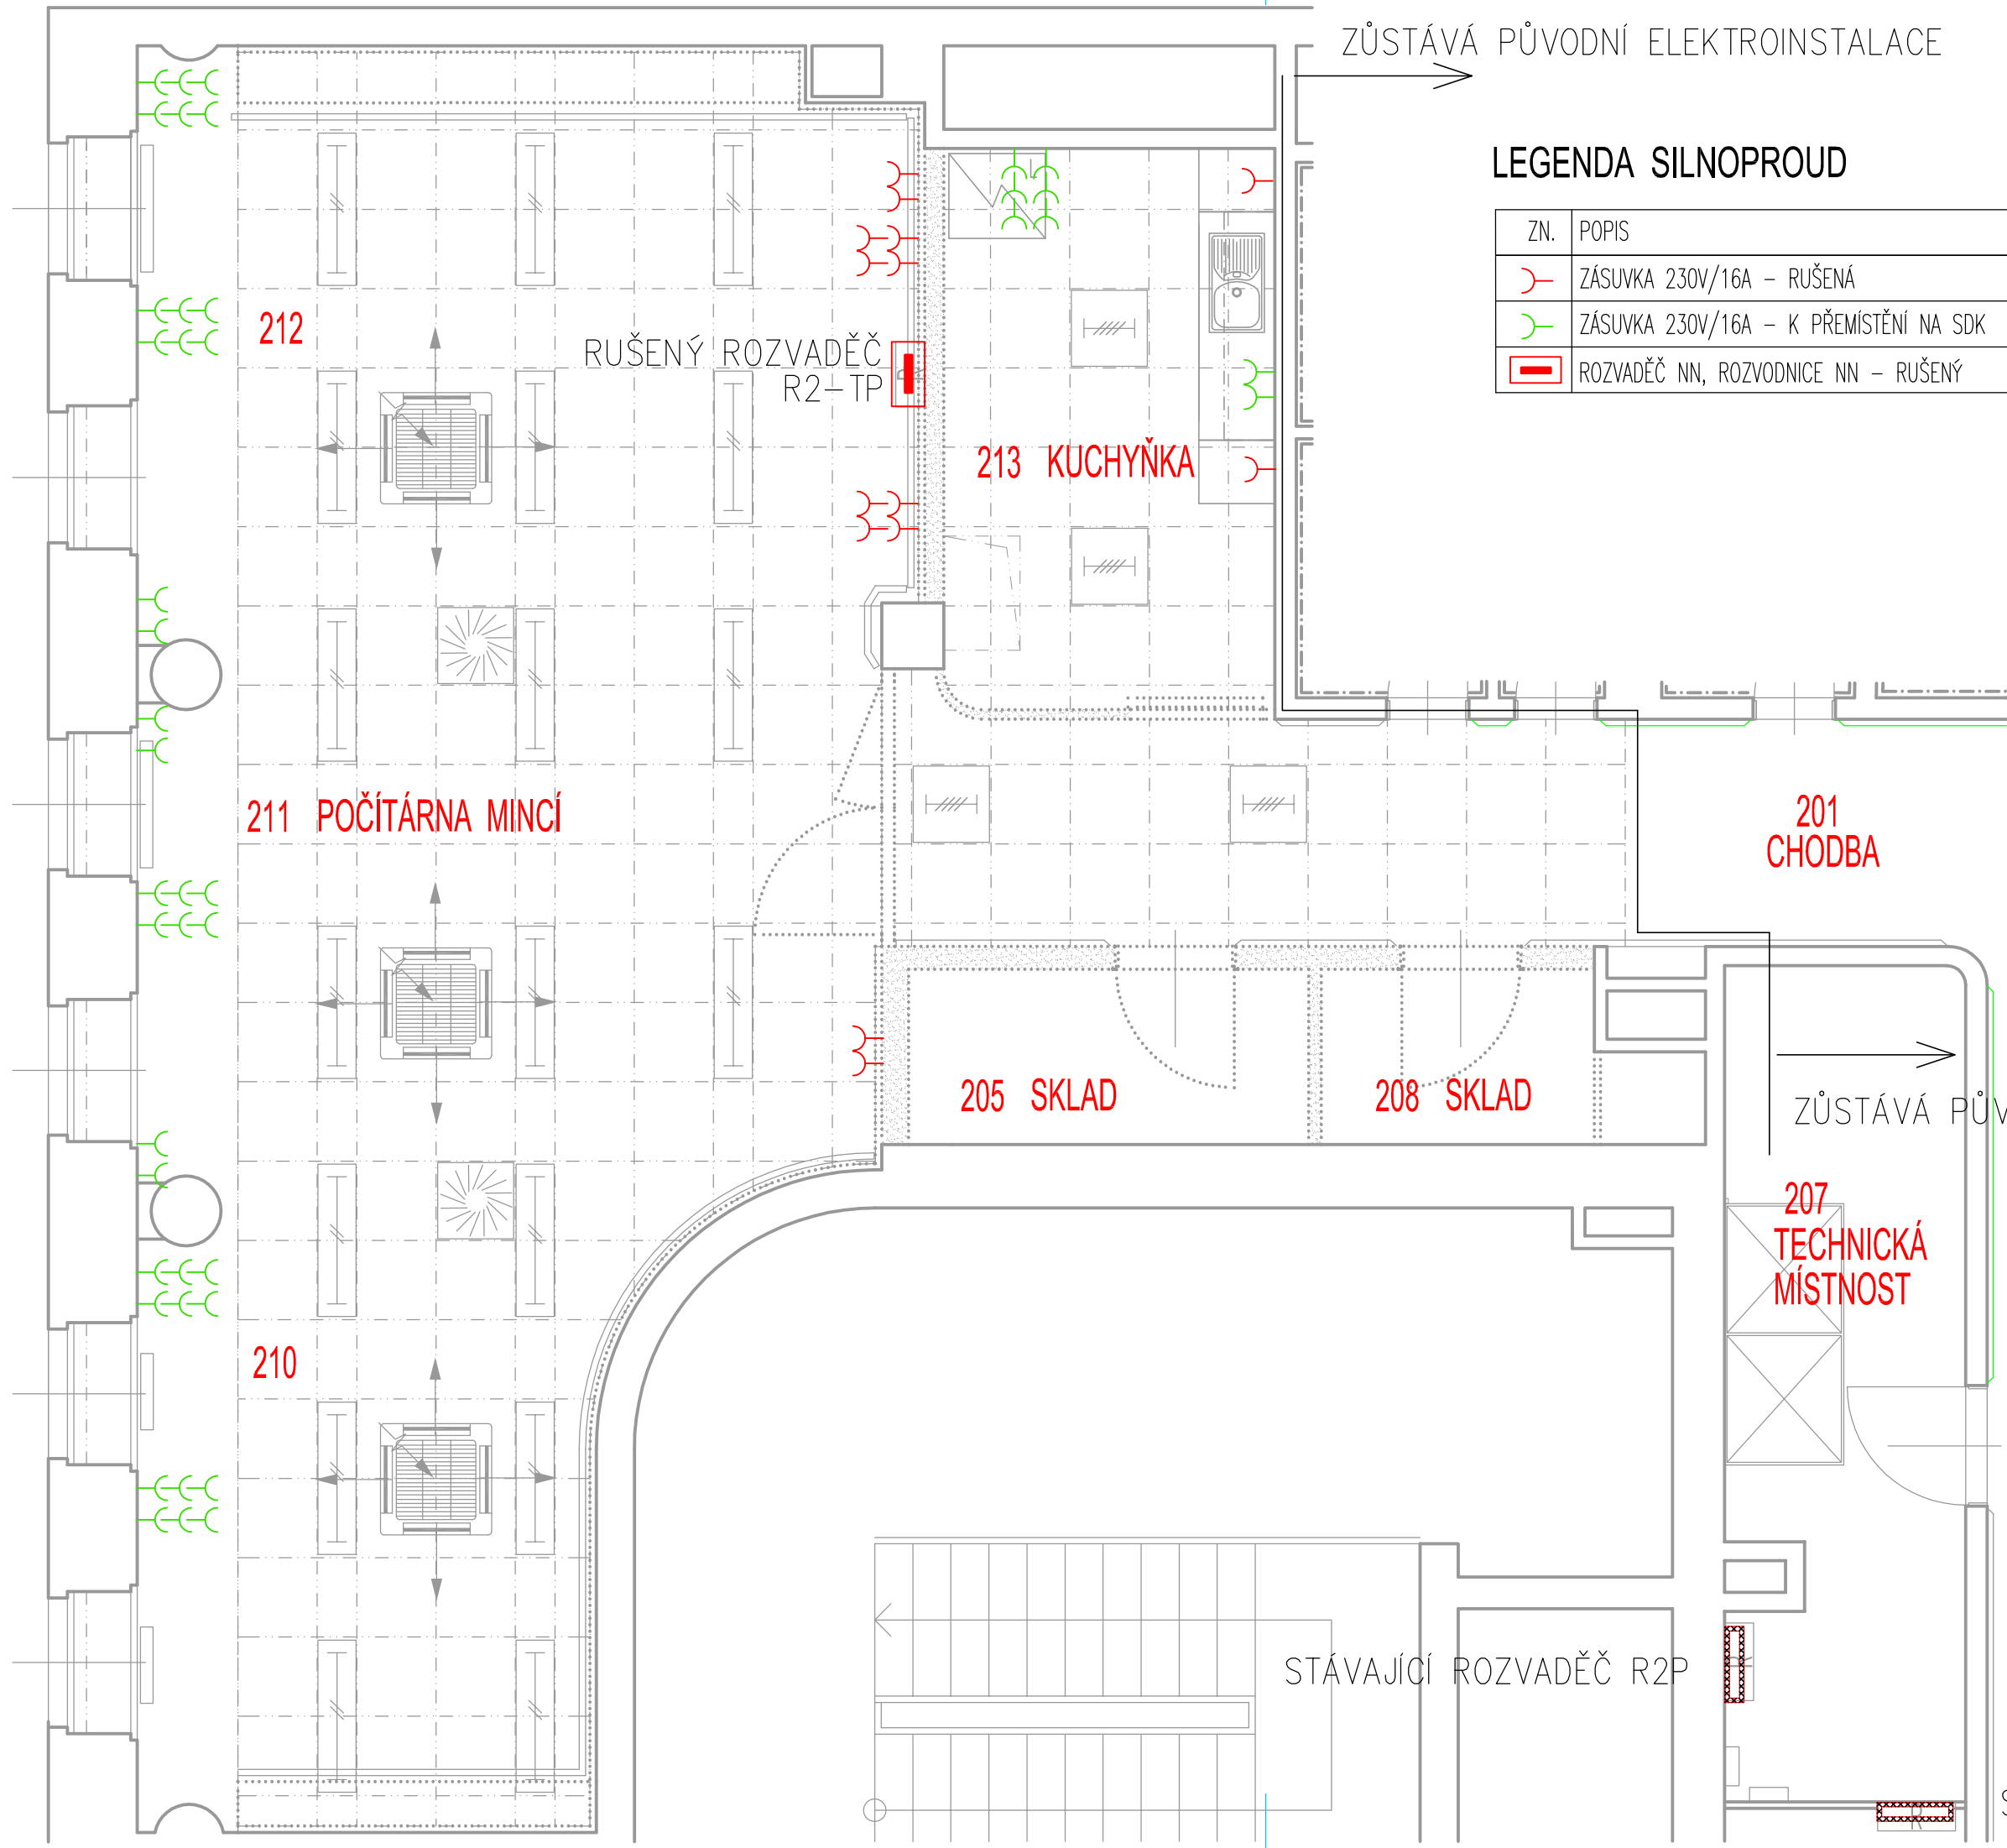 ZŮSTÁVÁ PŮVODNÍ ELEKTROINSTALACE
LEGENDA SILNOPROUD
ZN. POPIS
ZÁSUVKA 230V/16A – RUŠENÁ
ZÁSUVKA 230V/16A – K PŘEMÍSTĚNÍ NA SDK
ROZVADĚČ NN, ROZVODNICE NN – RUŠENÝ
212
RUŠENÝ ROZVADĚČ
R2–TP
R
213 KUCHYŇKA
211 POČÍTÁRNA MINCÍ
201
CHODBA
205 SKLAD
208 SKLAD
ZŮSTÁVÁ PŮV
207
TECHNICKÁ
MÍSTNOST
210
STÁVAJÍCÍ ROZVADĚČ R2P
R
R